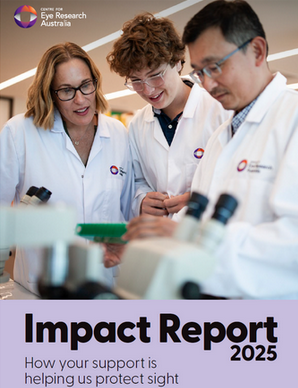 CENTRE FOR
Eye Research
Australia
Impact Report
2025
How your support is
helping us protect sight